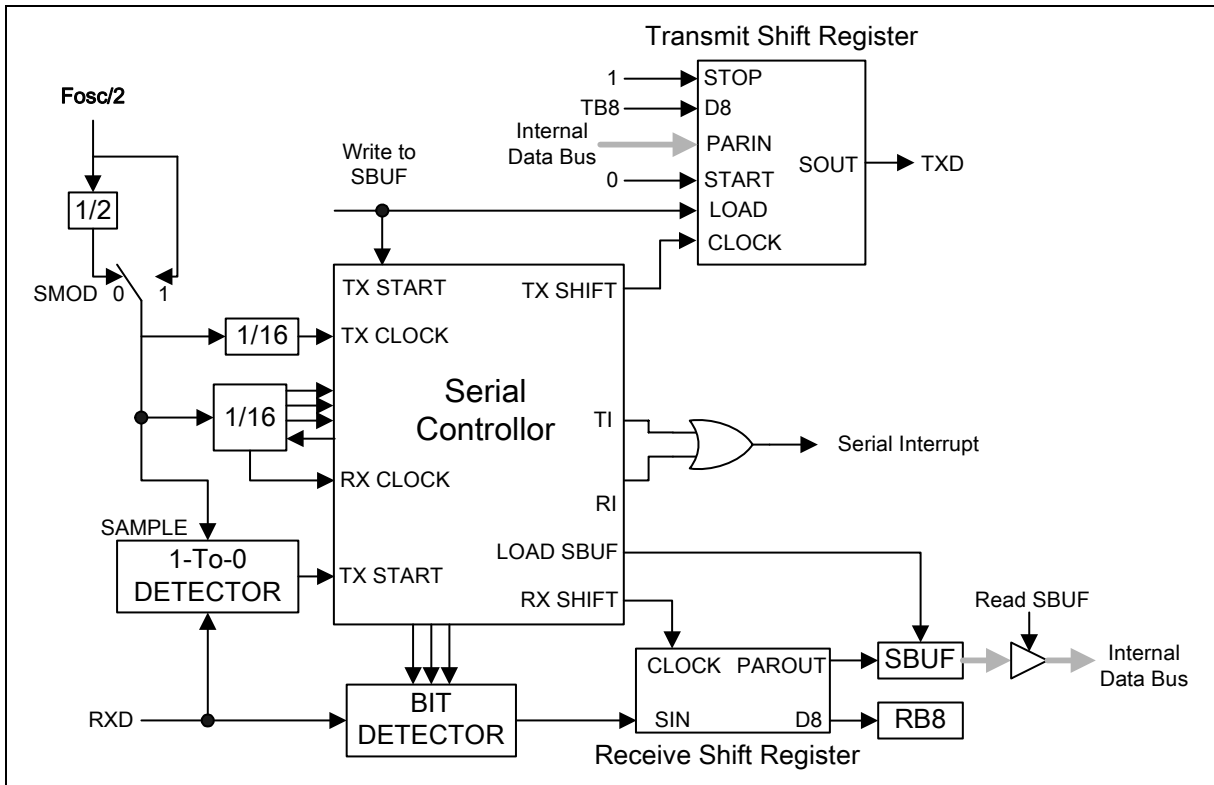 Transmit Shift Register
1
STOP
TB8
D8
Internal
Data Bus
PARIN
SOUT
TXD
0
START
LOAD
CLOCK
Fosc/2
1/2
SMOD
0
1
Write to
SBUF
TX START
TX SHIFT
1/16
TX CLOCK
1/16
RX CLOCK
Serial
Controllor
TI
RI
Serial Interrupt
SAMPLE
1-To-0
DETECTOR
TX START
LOAD SBUF
RX SHIFT
Read SBUF
CLOCK
PAROUT
SBUF
Internal
Data Bus
RXD
BIT
DETECTOR
SIN
D8
RB8
Receive Shift Register